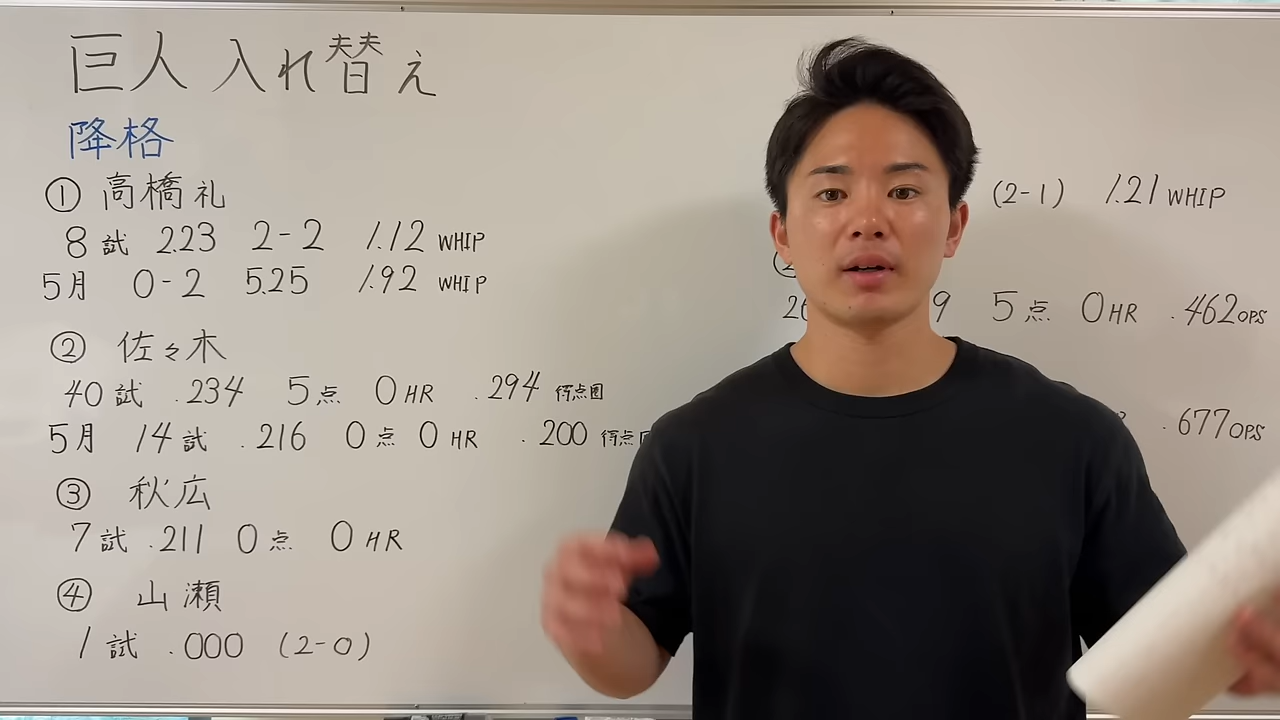 巨人 入れ替え
降格
① 高橋礼
8試 2.23 2-2 1.12 WHIP
5月 0-2 5.25 1.92 WHIP
② 佐々木
40試 .234 5点 0HR .294 得点圏
5月 14試 .216 0点 0HR .200 得点
③ 秋広
7試 .211 0点 0HR
④ 山瀬
1試 .000 (2-0)
(2-1) 1.21 WHIP
9 5点 0HR .462 OPS
.677 OPS